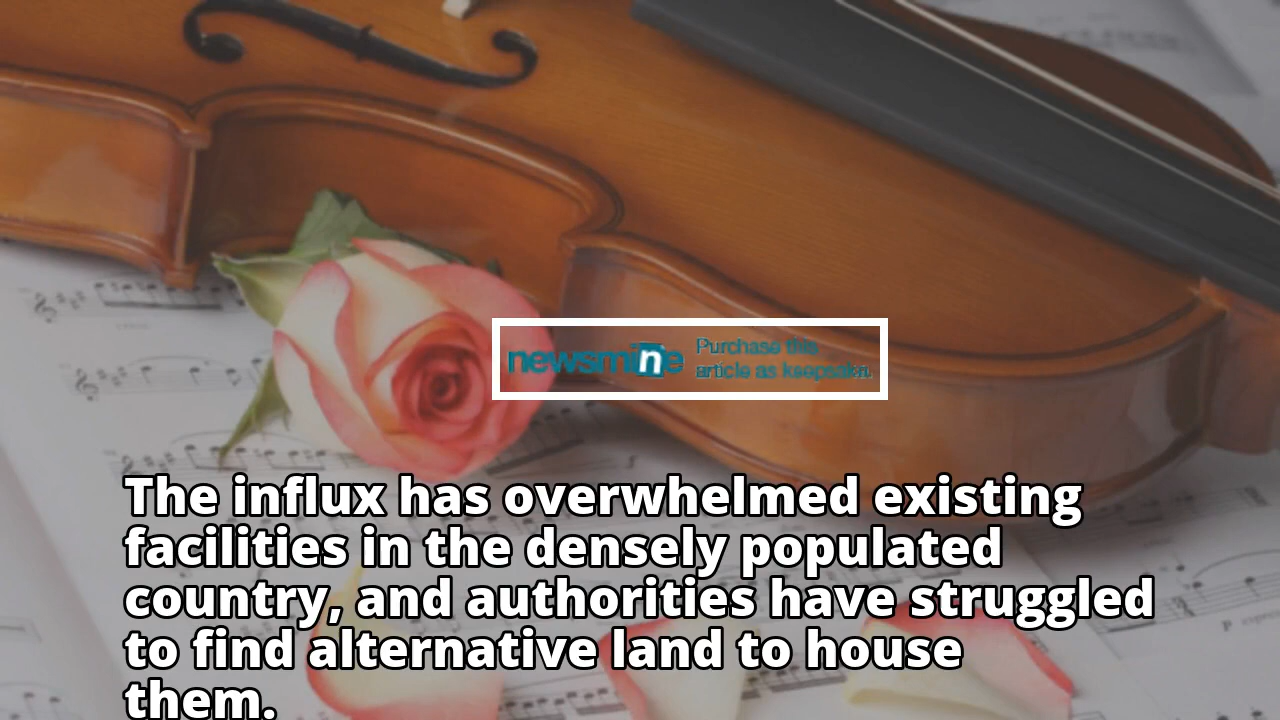 newsmine
Purchase this
article as keepsake.
The influx has overwhelmed existing
facilities in the densely populated
country, and authorities have struggled
to find alternative land to house
them.